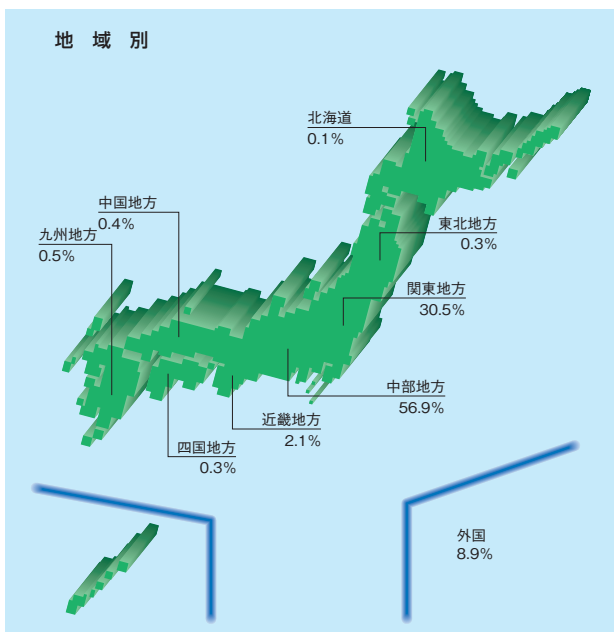 地域別
北海道
0.1%
中国地方
0.4%
九州地方
0.5%
東北地方
0.3%
関東地方
30.5%
中部地方
56.9%
近畿地方
2.1%
四国地方
0.3%
外国
8.9%